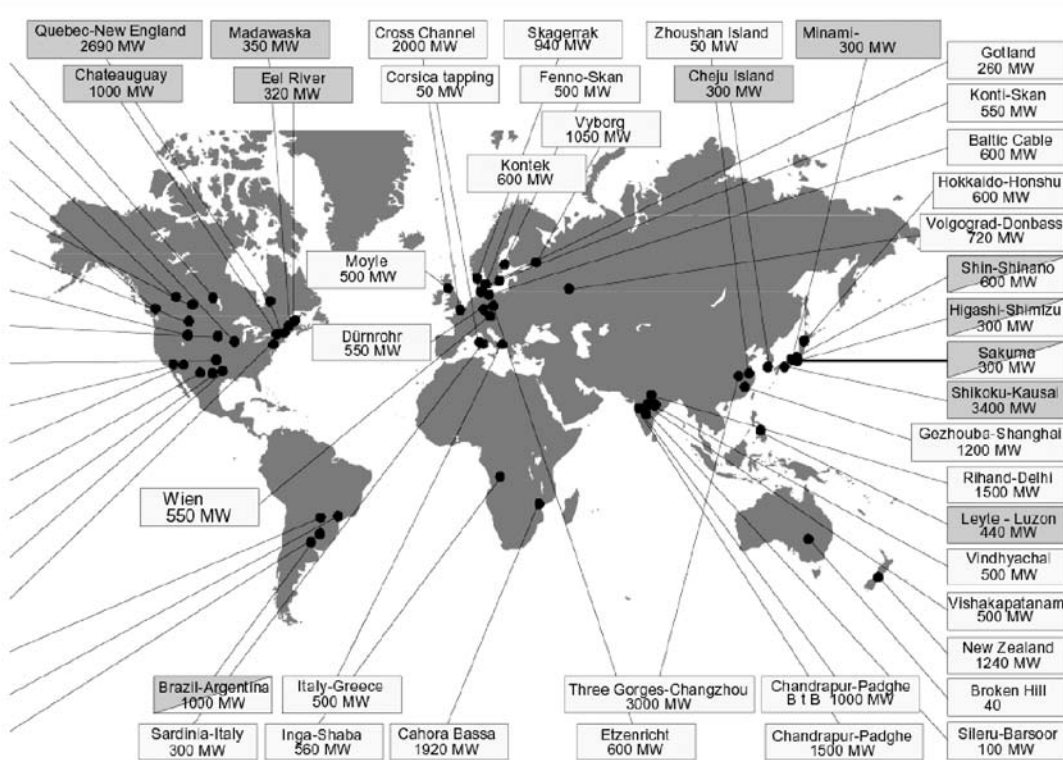 Quebec-New England
2690 MW
Madawaska
350 MW
Cross Channel
2000 MW
Skagerrak
940 MW
Zhoushan Island
50 MW
Minami-
300 MW
Chateauguay
1000 MW
Eel River
320 MW
Corsica tapping
50 MW
Fenno-Skan
500 MW
Cheju Island
300 MW
Gotland
260 MW
Konti-Skan
550 MW
Vyborg
1050 MW
Baltic Cable
600 MW
Kontek
600 MW
Hokkaido-Honshu
600 MW
Volgograd-Donbass
720 MW
Moyle
500 MW
Shin-Shinano
600 MW
Higashi-Shimizu
300 MW
Dürnrohr
550 MW
Sakuma
300 MW
Shikoku-Kausai
3400 MW
Gezhouba-Shanghai
1200 MW
Rihand-Delhi
1500 MW
Wien
550 MW
Leyte - Luzon
440 MW
Vindhyachal
500 MW
Vishakapatanam
500 MW
New Zealand
1240 MW
Brazil-Argentina
1000 MW
Italy-Greece
500 MW
Three Gorges-Changzhou
3000 MW
Chandrapur-Padghe
B t B 1000 MW
Broken Hill
40
Sardinia-Italy
300 MW
Inga-Shaba
560 MW
Cahora Bassa
1920 MW
Etzenricht
600 MW
Chandrapur-Padghe
1500 MW
Sileru-Barsoor
100 MW